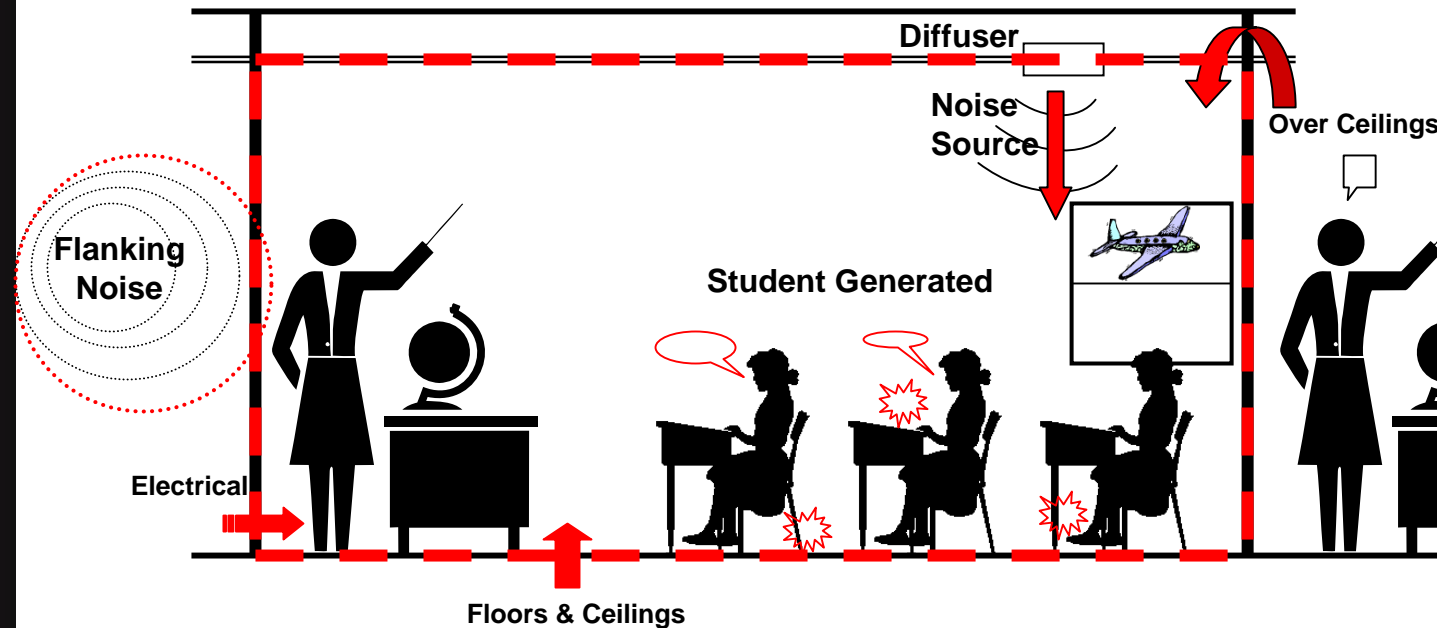 Diffuser
Noise
Source
Over Ceilings
Flanking
Noise
Student Generated
Electrical
Floors & Ceilings